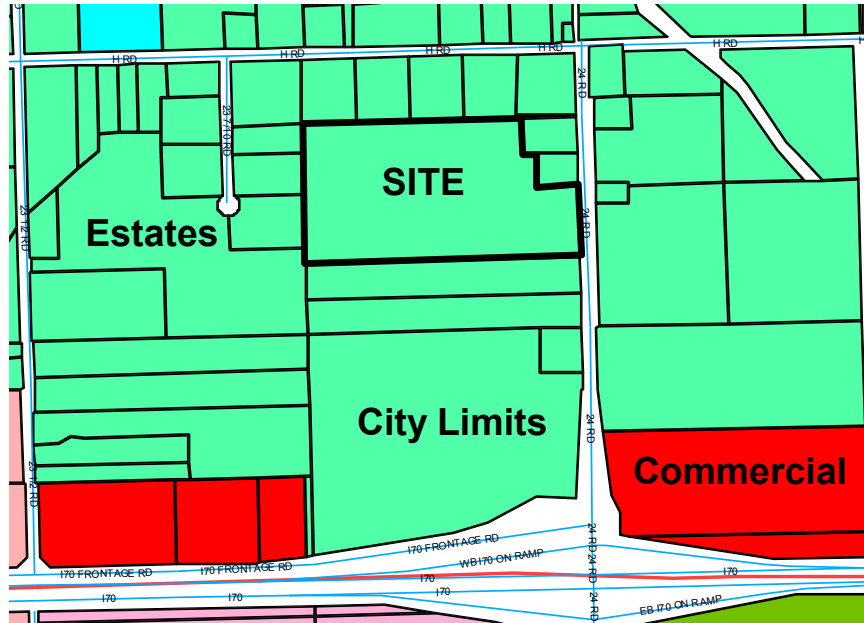 H RD
H RD
H RD
H RD
24 RD
23 7/10 RD
SITE
23 1/2 RD
Estates
24 RD
City Limits
24 RD
Commercial
23 1/2 RD
I70 FRONTAGE RD
24 RD
24 RD
WB I70 ON RAMP
I70 FRONTAGE RD
I70 FRONTAGE RD
I70
I70
I70
I70
I70
I70
24 RD
EB I70 ON RAMP